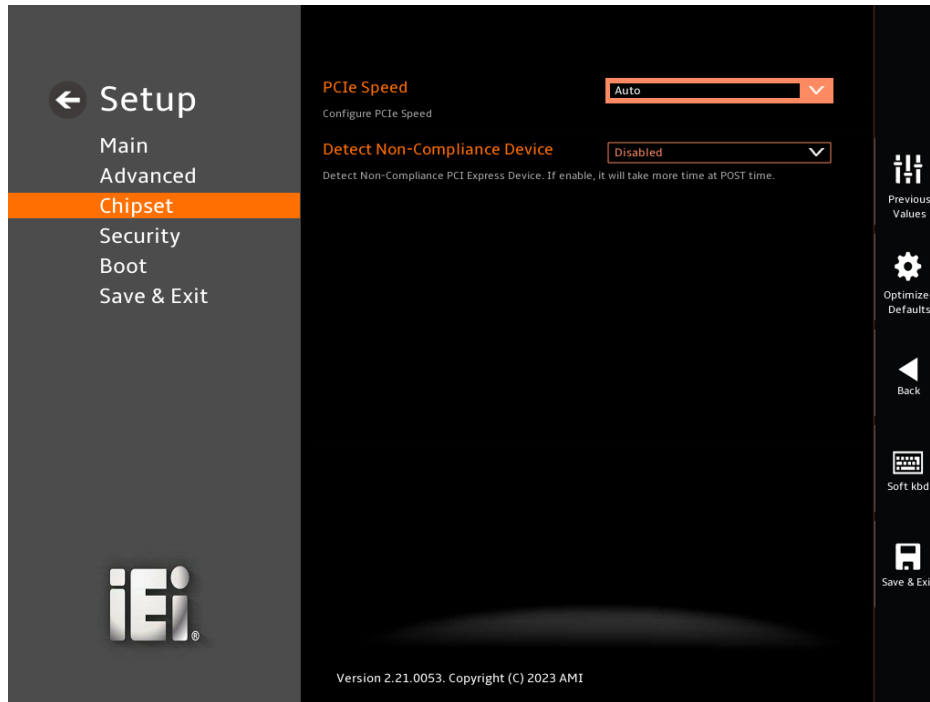 Setup
Main
Advanced
Chipset
Security
Boot
Save & Exit
iEi®
PCIe Speed
Auto
Configure PCIe Speed
Detect Non-Compliance Device
Disabled
Detect Non-Compliance PCI Express Device. If enable, it will take more time at POST time.
Version 2.21.0053. Copyright (C) 2023 AMI
Previous
Values
Optimize
Defaults
Back
Soft kbd
Save & Exi